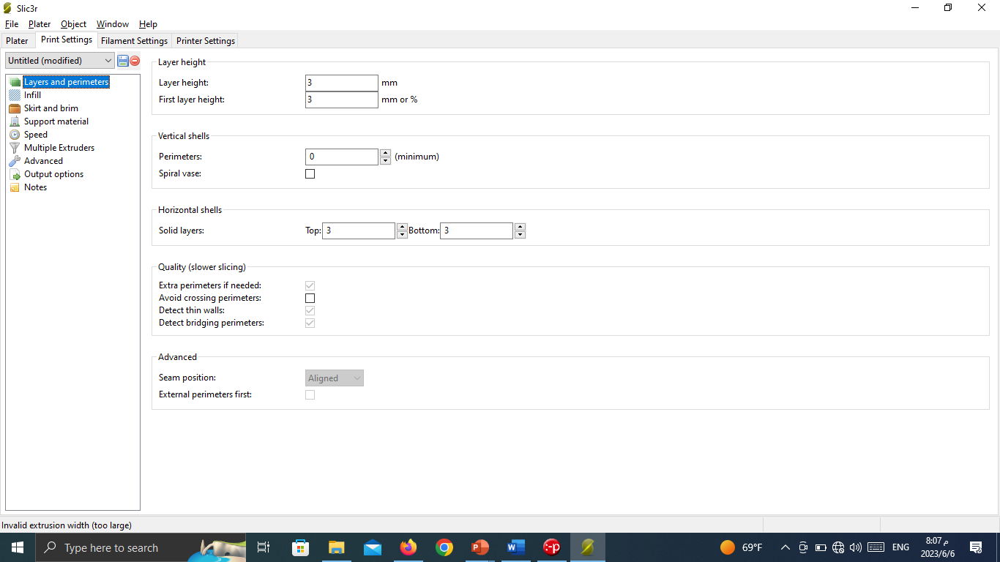 Slic3r
File Plater Object Window Help
Plater Print Settings Filament Settings Printer Settings
Untitled (modified)
Layers and perimeters
Infill
Skirt and brim
Support material
Speed
Multiple Extruders
Advanced
Output options
Notes
Layer height
Layer height: 3 mm
First layer height: 3 mm or %
Vertical shells
Perimeters: 0 (minimum)
Spiral vase:
Horizontal shells
Solid layers: Top: 3 Bottom: 3
Quality (slower slicing)
Extra perimeters if needed:
Avoid crossing perimeters:
Detect thin walls:
Detect bridging perimeters:
Advanced
Seam position: Aligned
External perimeters first:
Invalid extrusion width (too large)
Type here to search
69°F
ENG
8:07 م
2023/6/6